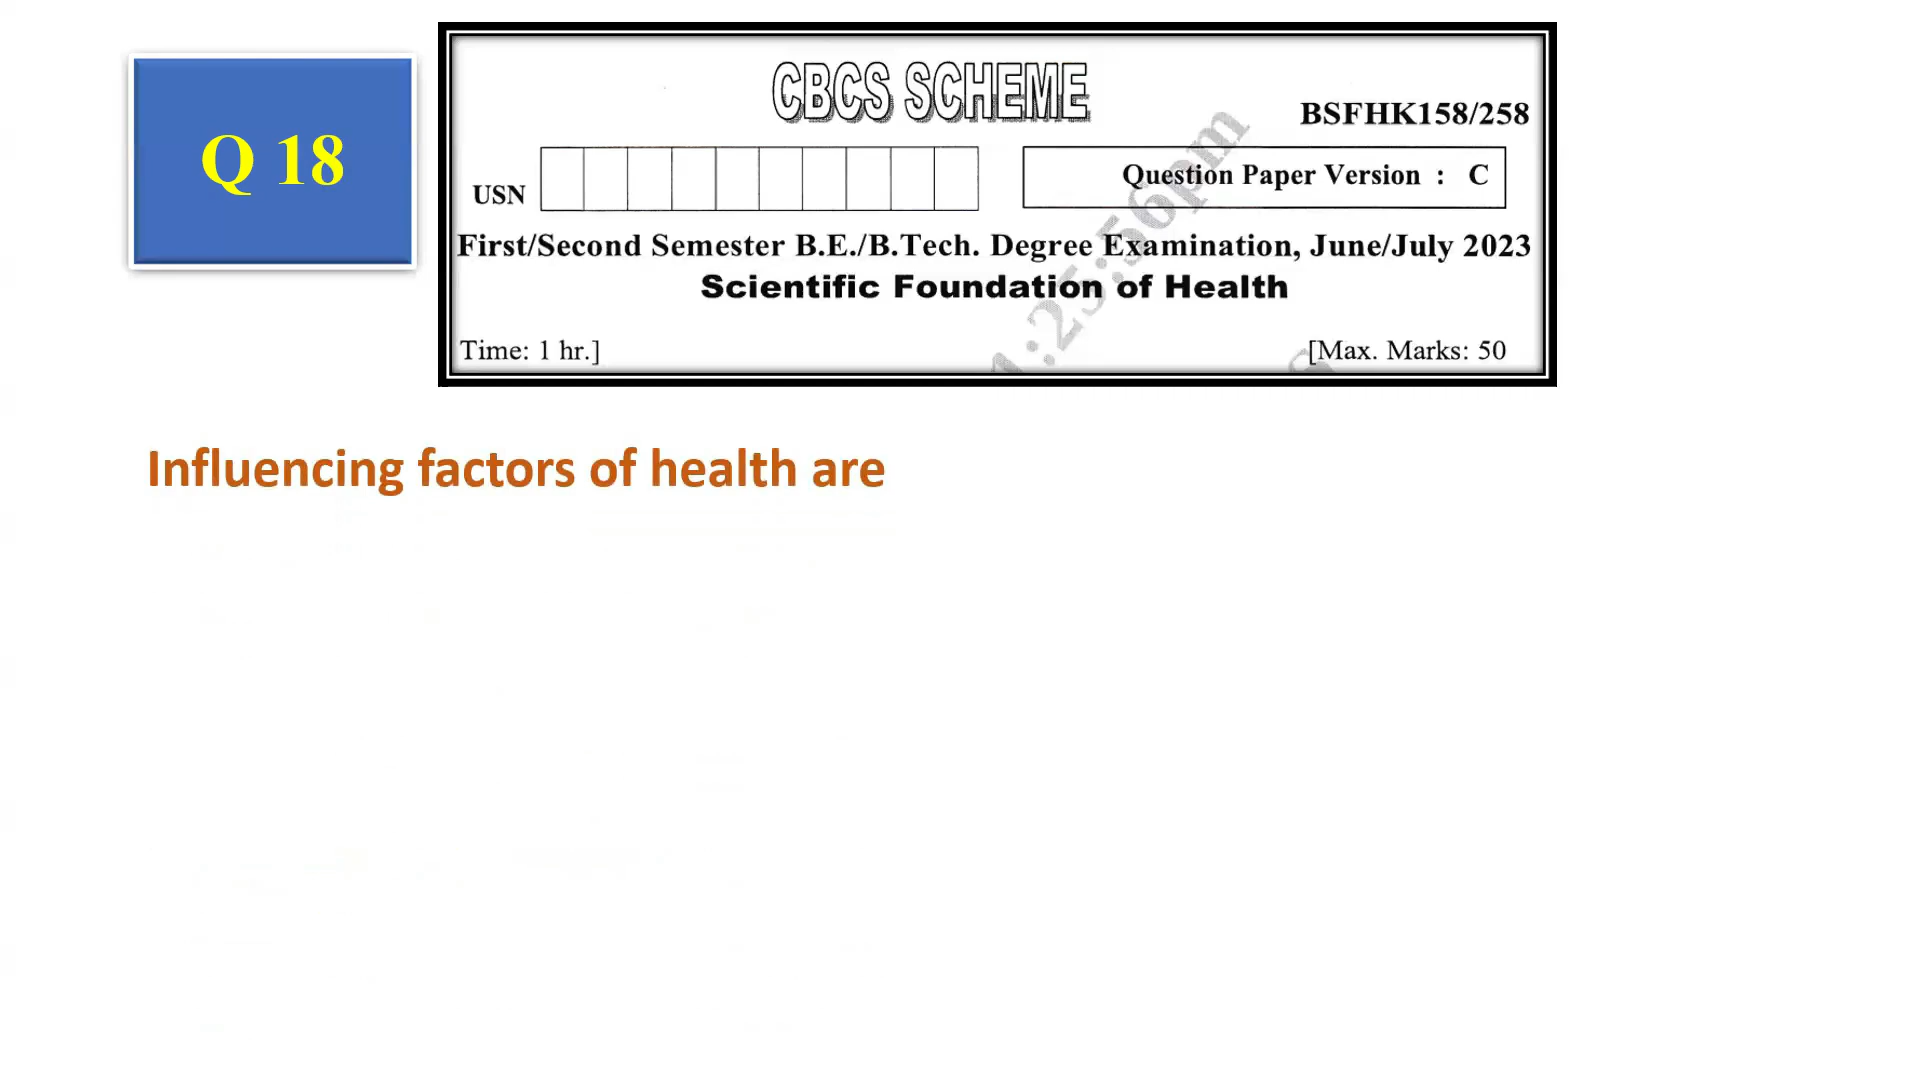 Q 18
CBCS SCHEME
BSFHK158/258
USN
Question Paper Version : C
First/Second Semester B.E./B.Tech. Degree Examination, June/July 2023
Scientific Foundation of Health
Time: 1 hr.]
[Max. Marks: 50
Influencing factors of health are